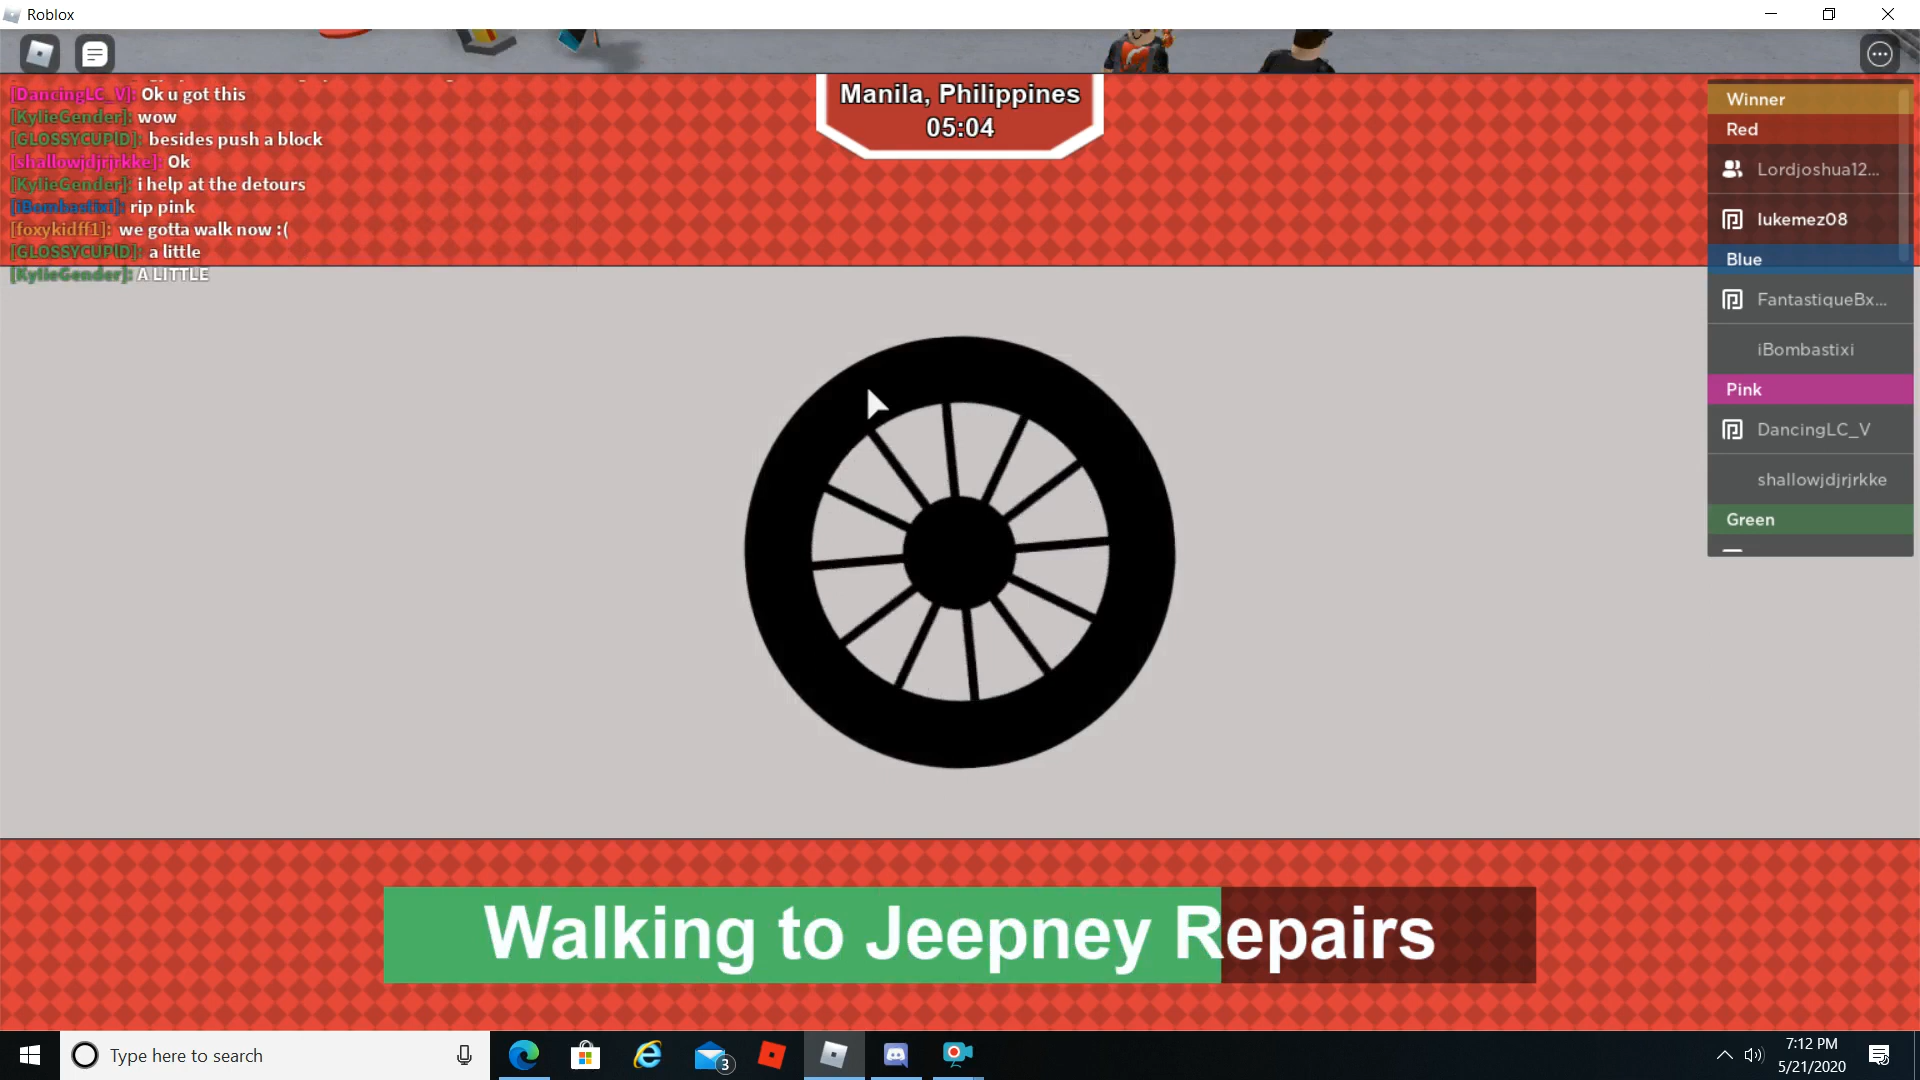 Roblox
[DancingLC_V]: Ok u got this
[KylieGender]: wow
[GLOSSYCUPID]: besides push a block
[shallowjdjrjrkke]: Ok
[KylieGender]: i help at the detours
[iBombastixi]: rip pink
[foxykidff1]: we gotta walk now :(
[GLOSSYCUPID]: a little
[KylieGender]: A LITTLE
Manila, Philippines
05:04
Winner
Red
Lordjoshua12...
lukemez08
Blue
FantastiqueBx...
iBombastixi
Pink
DancingLC_V
shallowjdjrjrkke
Green
Walking to Jeepney Repairs
Type here to search
3
7:12 PM
5/21/2020